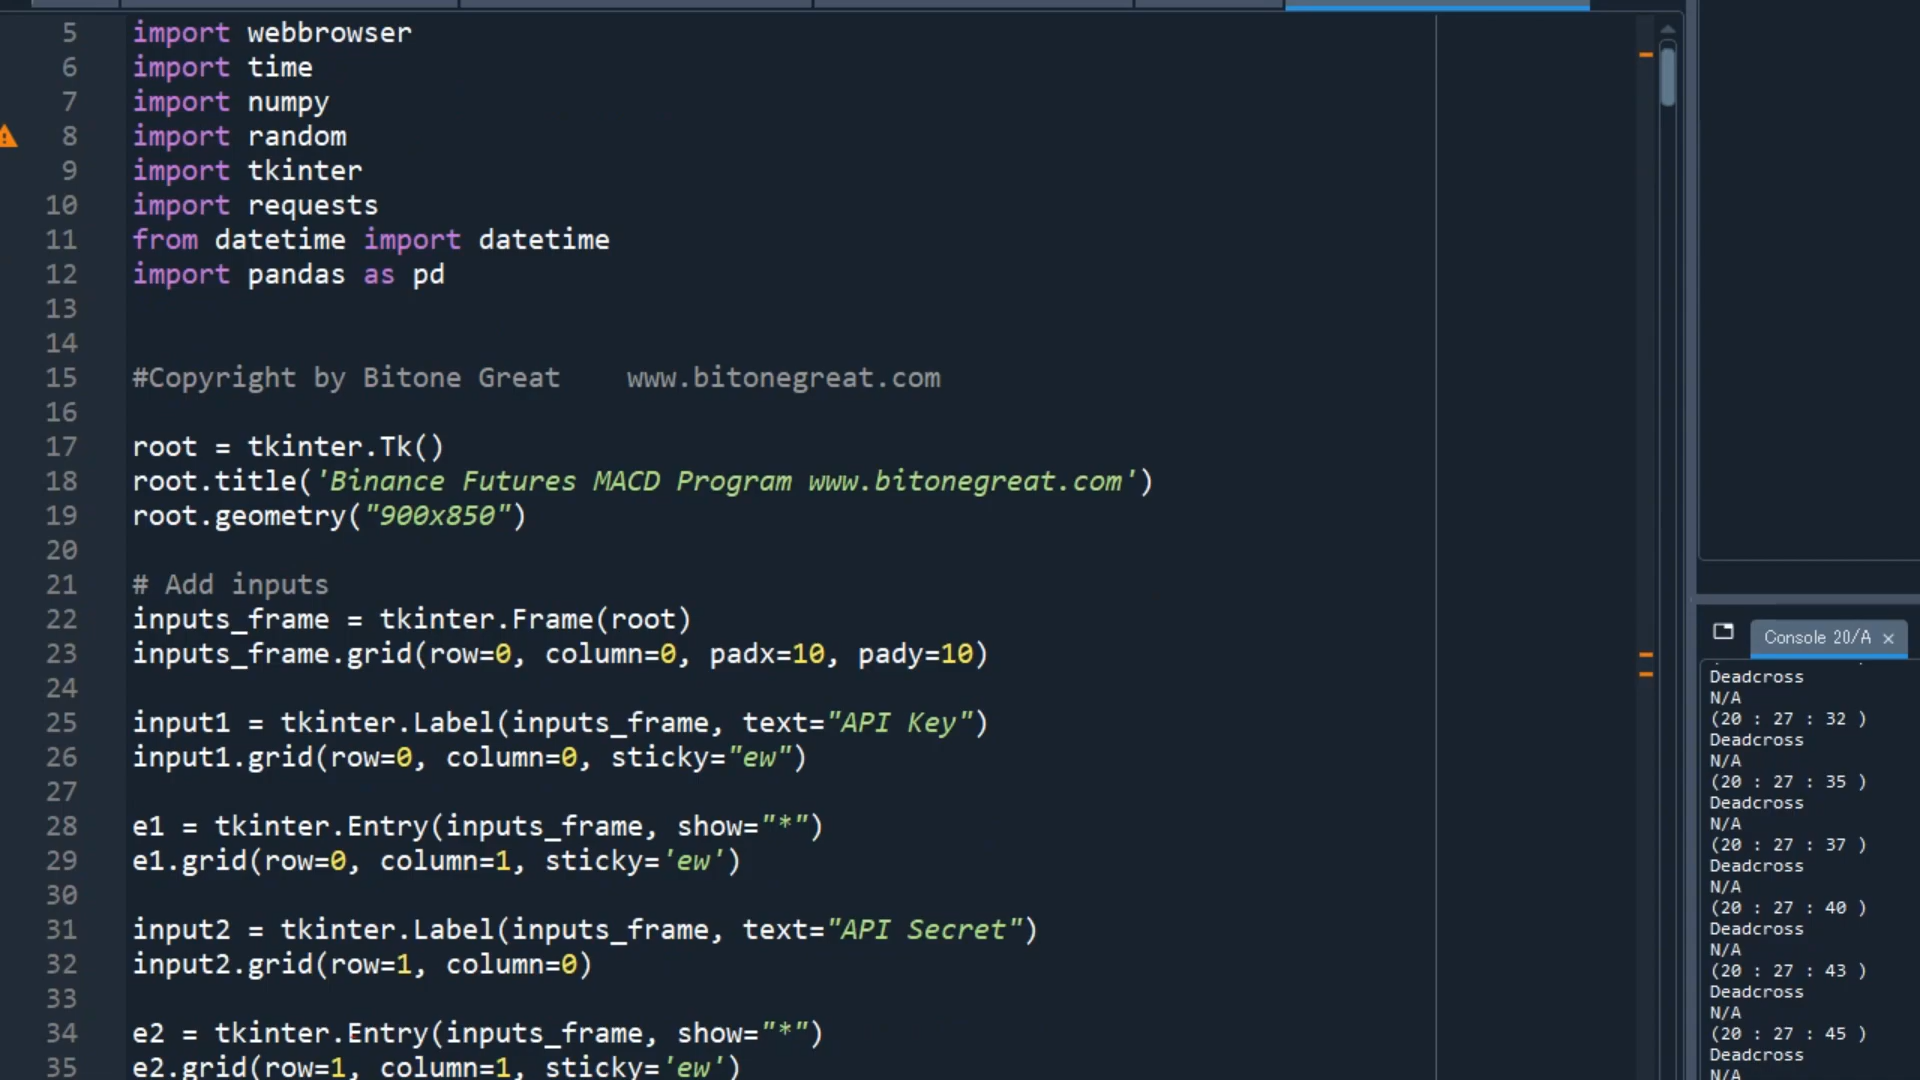 5 import webbrowser
6 import time
7 import numpy
8 import random
9 import tkinter
10 import requests
11 from datetime import datetime
12 import pandas as pd
13
14
15 #Copyright by Bitone Great    www.bitonegreat.com
16
17 root = tkinter.Tk()
18 root.title('Binance Futures MACD Program www.bitonegreat.com')
19 root.geometry("900x850")
20
21 # Add inputs
22 inputs_frame = tkinter.Frame(root)
23 inputs_frame.grid(row=0, column=0, padx=10, pady=10)
24
25 input1 = tkinter.Label(inputs_frame, text="API Key")
26 input1.grid(row=0, column=0, sticky="ew")
27
28 e1 = tkinter.Entry(inputs_frame, show="*")
29 e1.grid(row=0, column=1, sticky='ew')
30
31 input2 = tkinter.Label(inputs_frame, text="API Secret")
32 input2.grid(row=1, column=0)
33
34 e2 = tkinter.Entry(inputs_frame, show="*")
35 e2.grid(row=1, column=1, sticky='ew')
Console 20/A ×
Deadcross
N/A
(20 : 27 : 32 )
Deadcross
N/A
(20 : 27 : 35 )
Deadcross
N/A
(20 : 27 : 37 )
Deadcross
N/A
(20 : 27 : 40 )
Deadcross
N/A
(20 : 27 : 43 )
Deadcross
N/A
(20 : 27 : 45 )
Deadcross
N/A